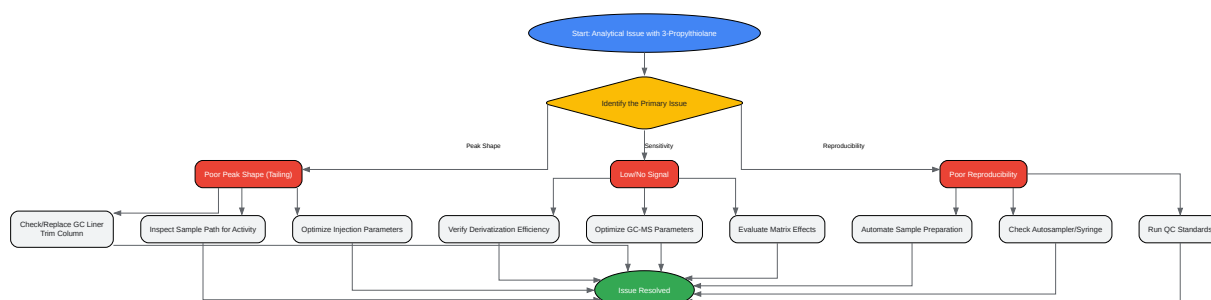 Start: Analytical Issue with 3-Propylthiolane
Identify the Primary Issue
Peak Shape
Sensitivity
Reproducibility
Poor Peak Shape (Tailing)
Low/No Signal
Poor Reproducibility
Check/Replace GC Liner
Trim Column
Inspect Sample Path for Activity
Optimize Injection Parameters
Verify Derivatization Efficiency
Optimize GC-MS Parameters
Evaluate Matrix Effects
Automate Sample Preparation
Check Autosampler/Syringe
Run QC Standards
Issue Resolved